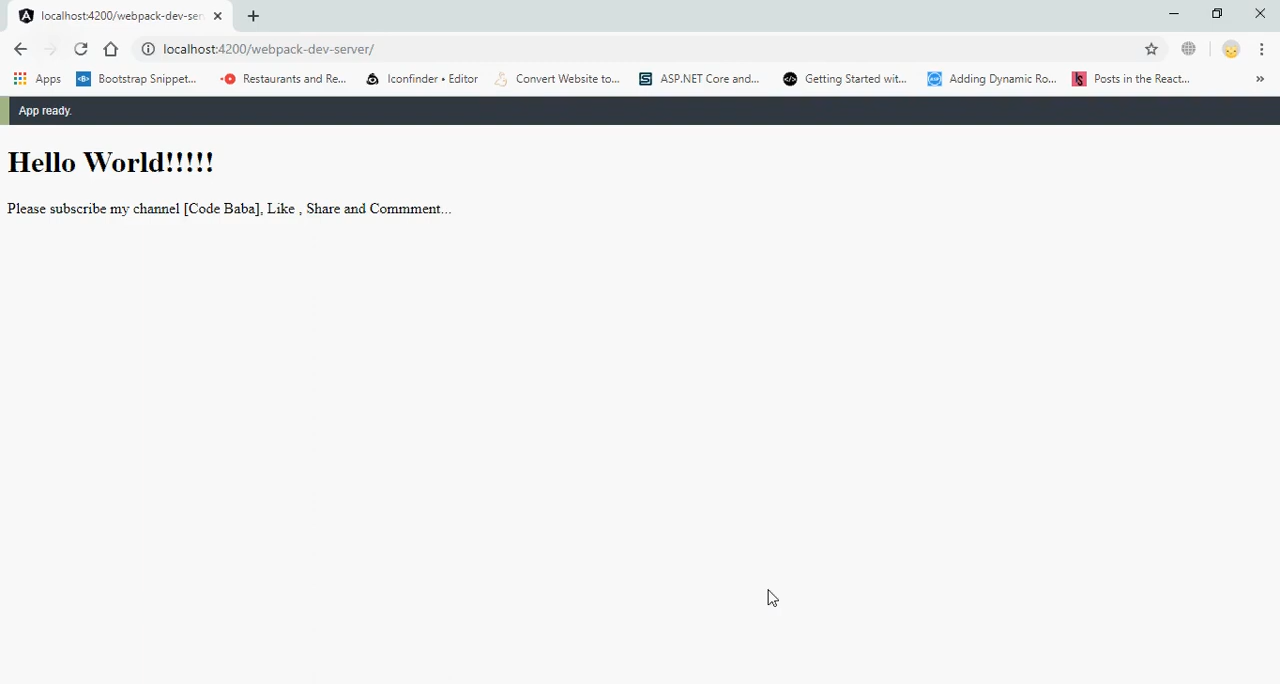 localhost:4200/webpack-dev-ser
localhost:4200/webpack-dev-server/
Apps Bootstrap Snippet... Restaurants and Re... Iconfinder • Editor Convert Website to... ASP.NET Core and... Getting Started wit... Adding Dynamic Ro... Posts in the React... »
App ready.
Hello World!!!!!
Please subscribe my channel [Code Baba], Like , Share and Commment...